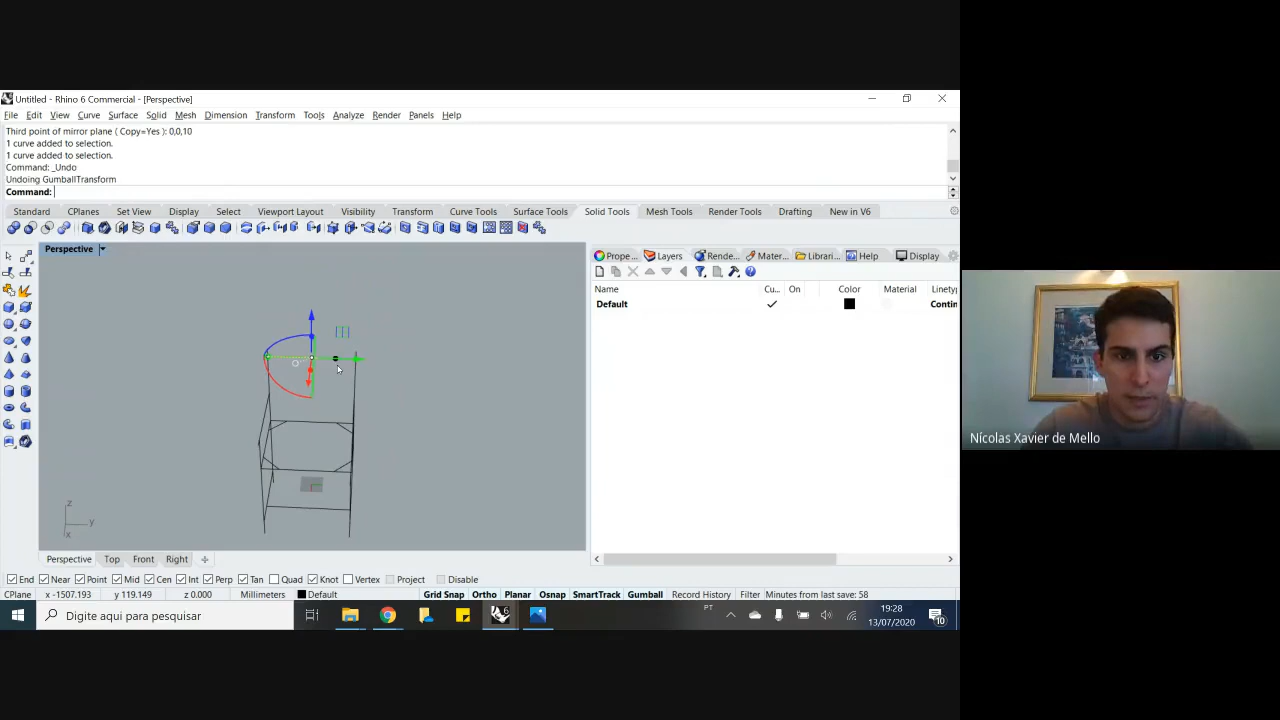 Untitled - Rhino 6 Commercial - [Perspective]
File Edit View Curve Surface Solid Mesh Dimension Transform Tools Analyze Render Panels Help
Third point of mirror plane ( Copy=Yes ): 0,0,10
1 curve added to selection.
1 curve added to selection.
Command: _Undo
Undoing GumballTransform
Command:
Standard CPlanes Set View Display Select Viewport Layout Visibility Transform Curve Tools Surface Tools Solid Tools Mesh Tools Render Tools Drafting New in V6
Perspective
Prope... Layers Rende... Mater... Librari... Help Display
Name Cu... On Color Material Linety
Default Contin
z
y
x
Perspective Top Front Right
End Near Point Mid Cen Int Perp Tan Quad Knot Vertex Project Disable
CPlane x -1507.193 y 119.149 z 0.000 Millimeters Default Grid Snap Ortho Planar Osnap SmartTrack Gumball Record History Filter Minutes from last save: 58
Digite aqui para pesquisar
PT
19:28
13/07/2020
10
Nícolas Xavier de Mello